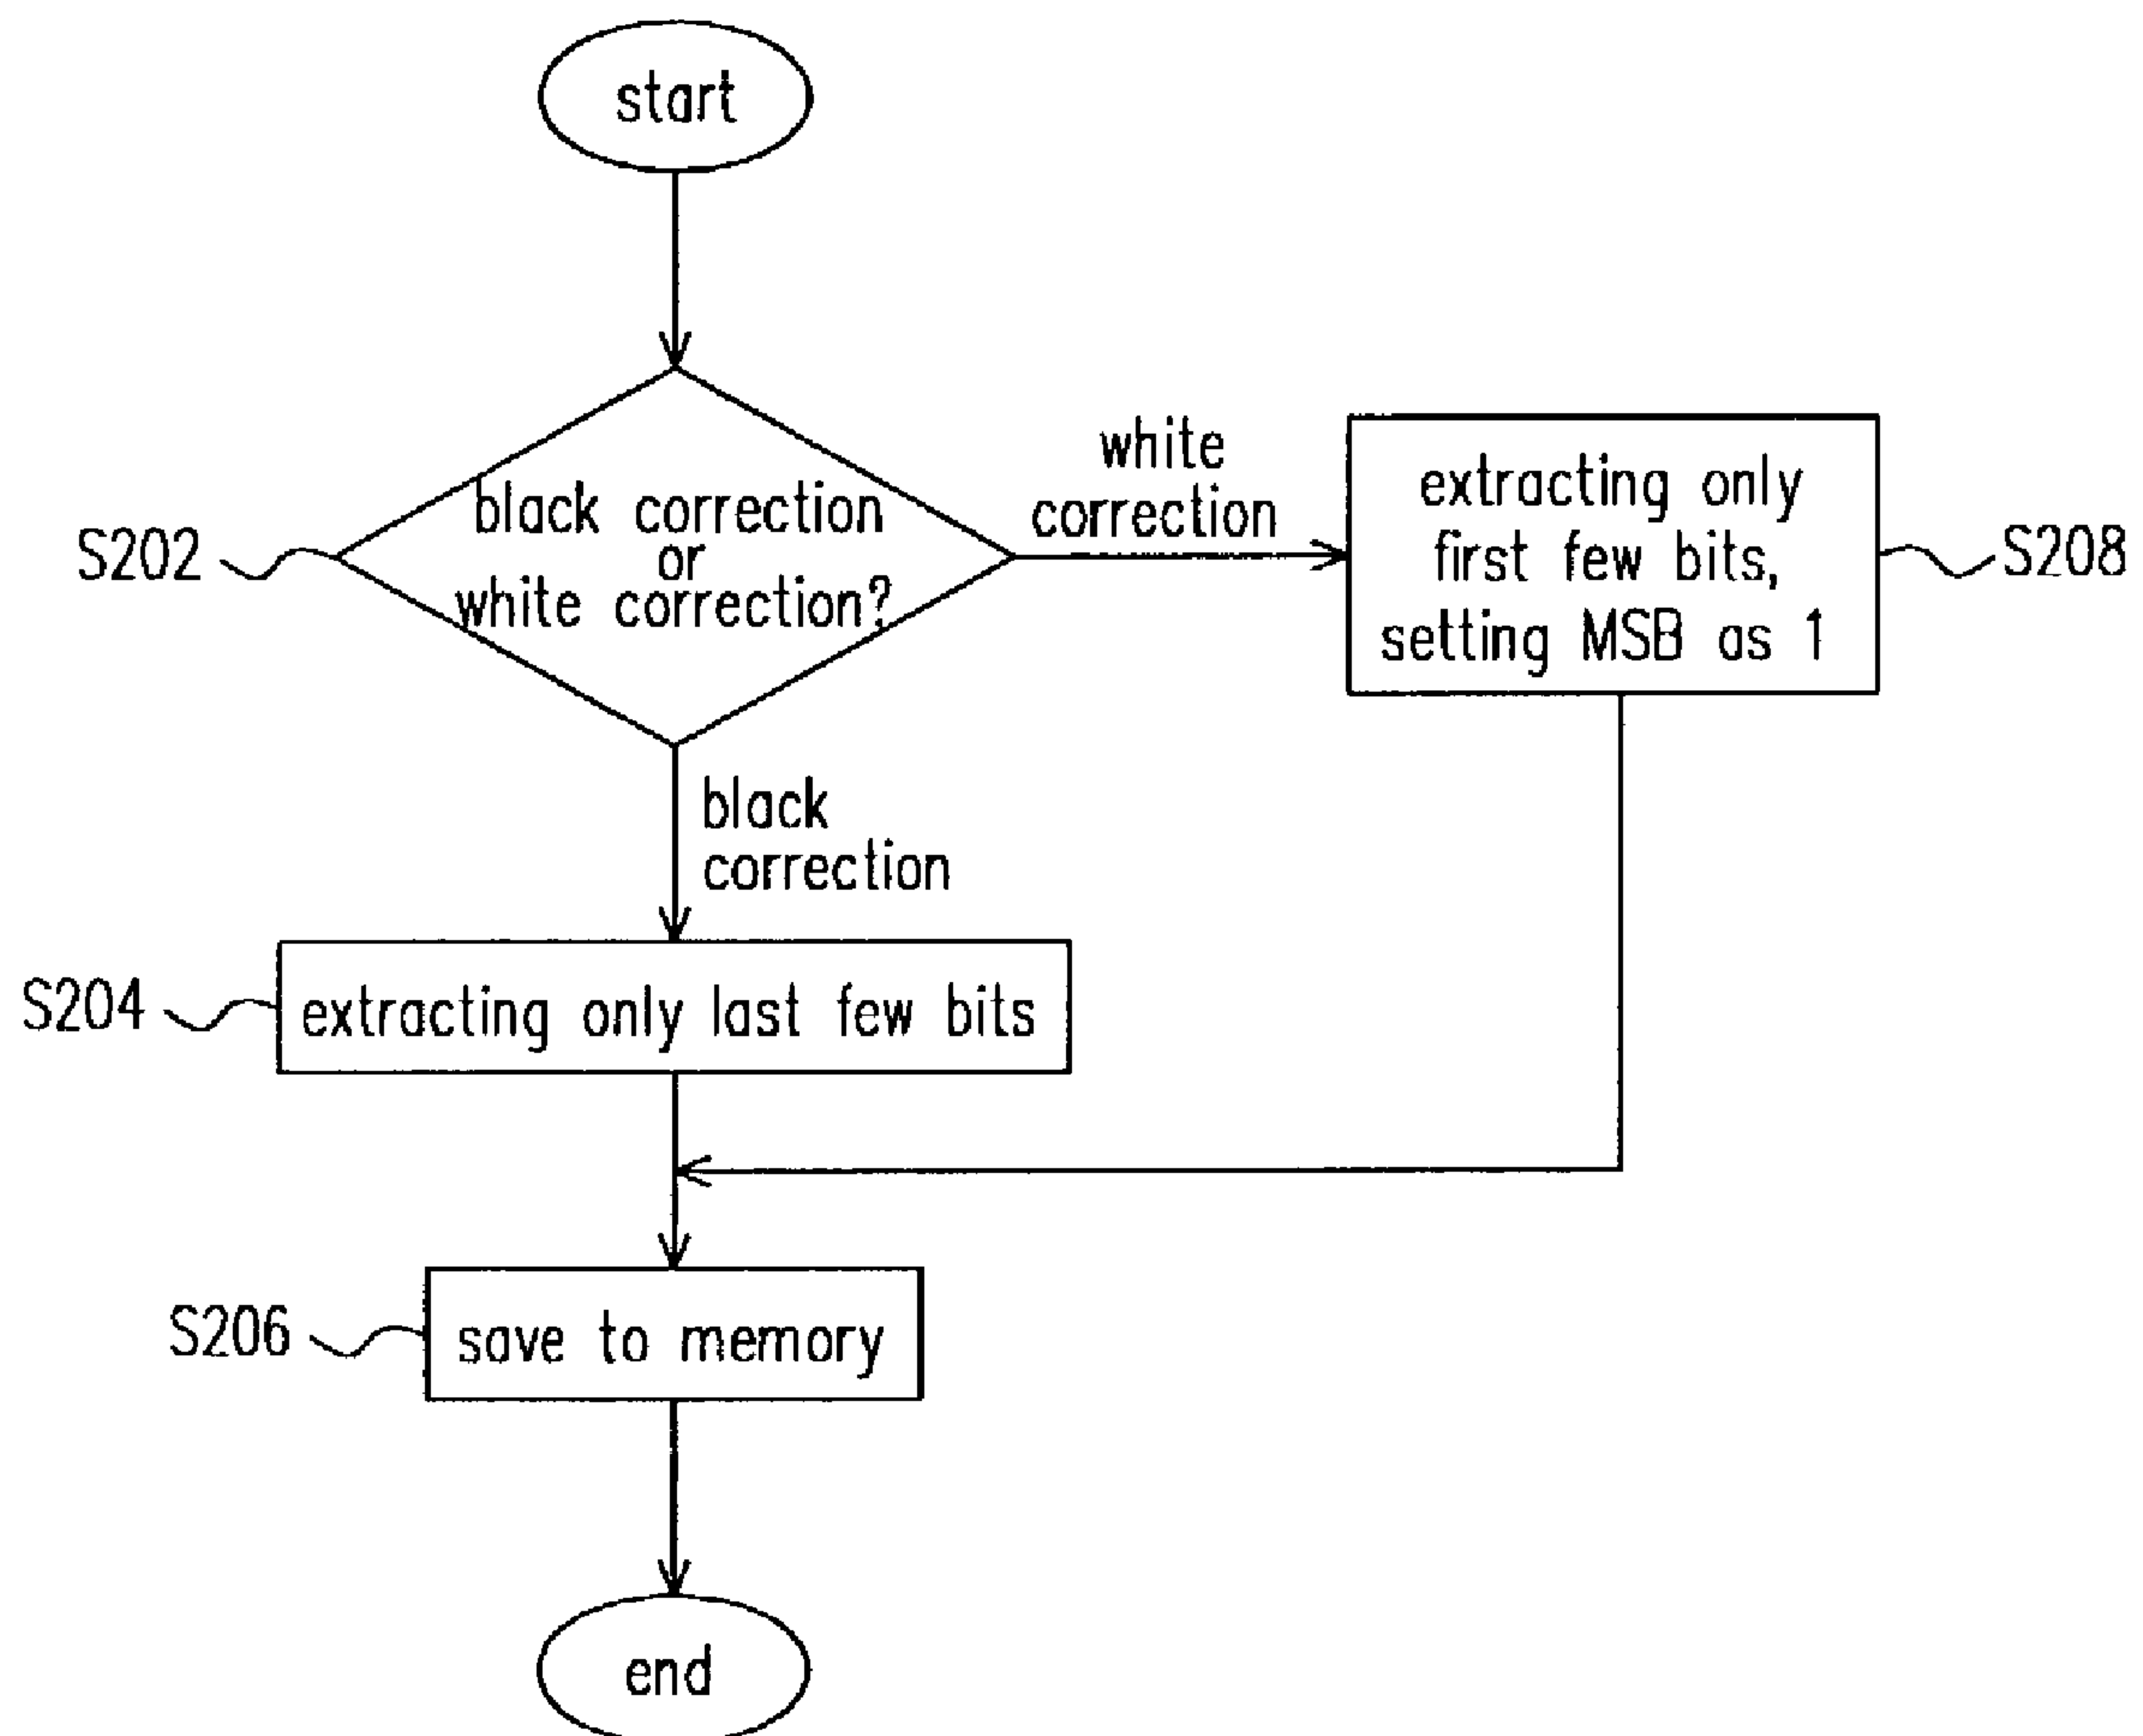 start
black correction
or
white correction?
S202
white
correction
extracting only
first few bits,
setting MSB as 1
S208
black
correction
S204
extracting only last few bits
S206
save to memory
end